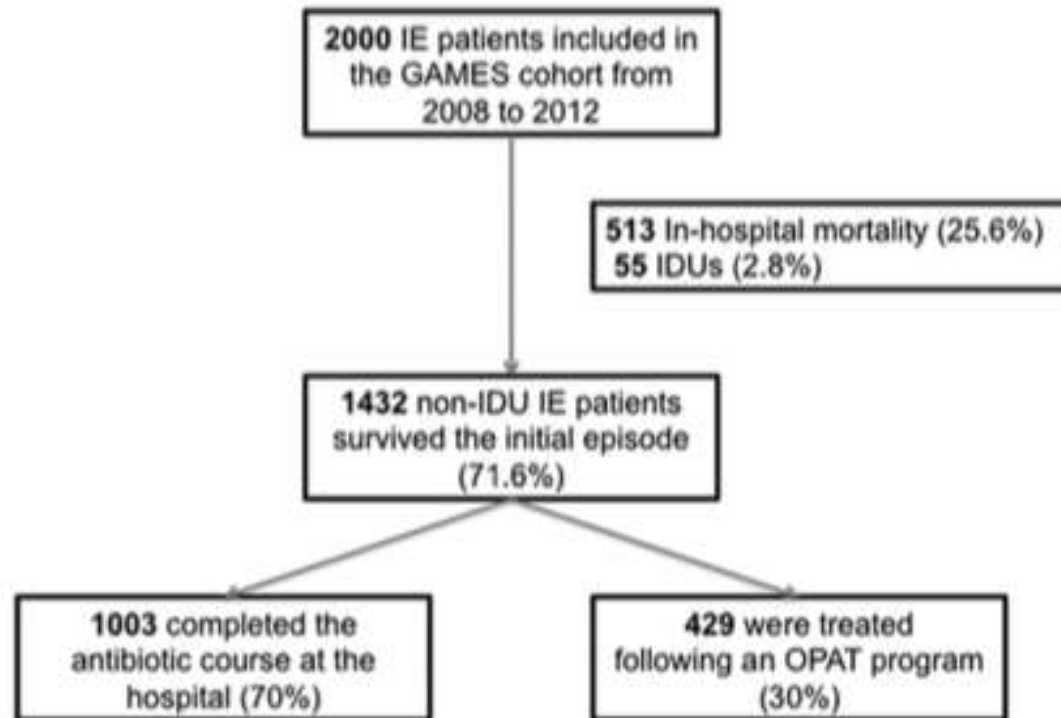 2000 IE patients included in
the GAMES cohort from
2008 to 2012
513 In-hospital mortality (25.6%)
55 IDUs (2.8%)
1432 non-IDU IE patients
survived the initial episode
(71.6%)
1003 completed the
antibiotic course at the
hospital (70%)
429 were treated
following an OPAT program
(30%)